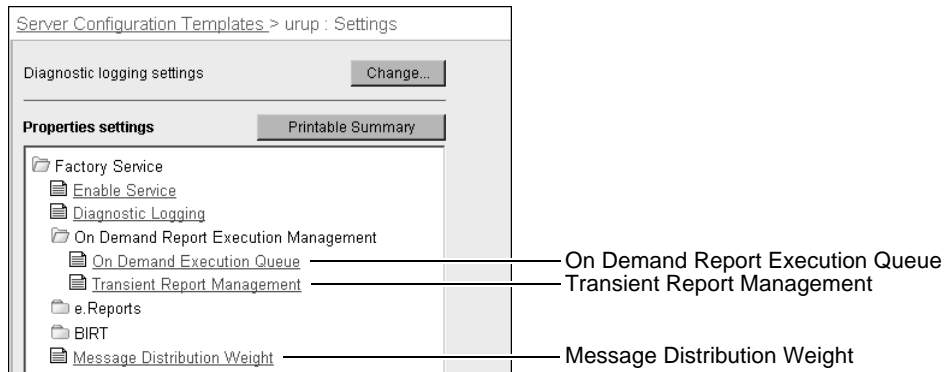 Server Configuration Templates > urup : Settings
Diagnostic logging settings
Change...
Properties settings
Printable Summary
Factory Service
Enable Service
Diagnostic Logging
On Demand Report Execution Management
On Demand Execution Queue
Transient Report Management
e.Reports
BIRT
Message Distribution Weight
On Demand Report Execution Queue
Transient Report Management
Message Distribution Weight